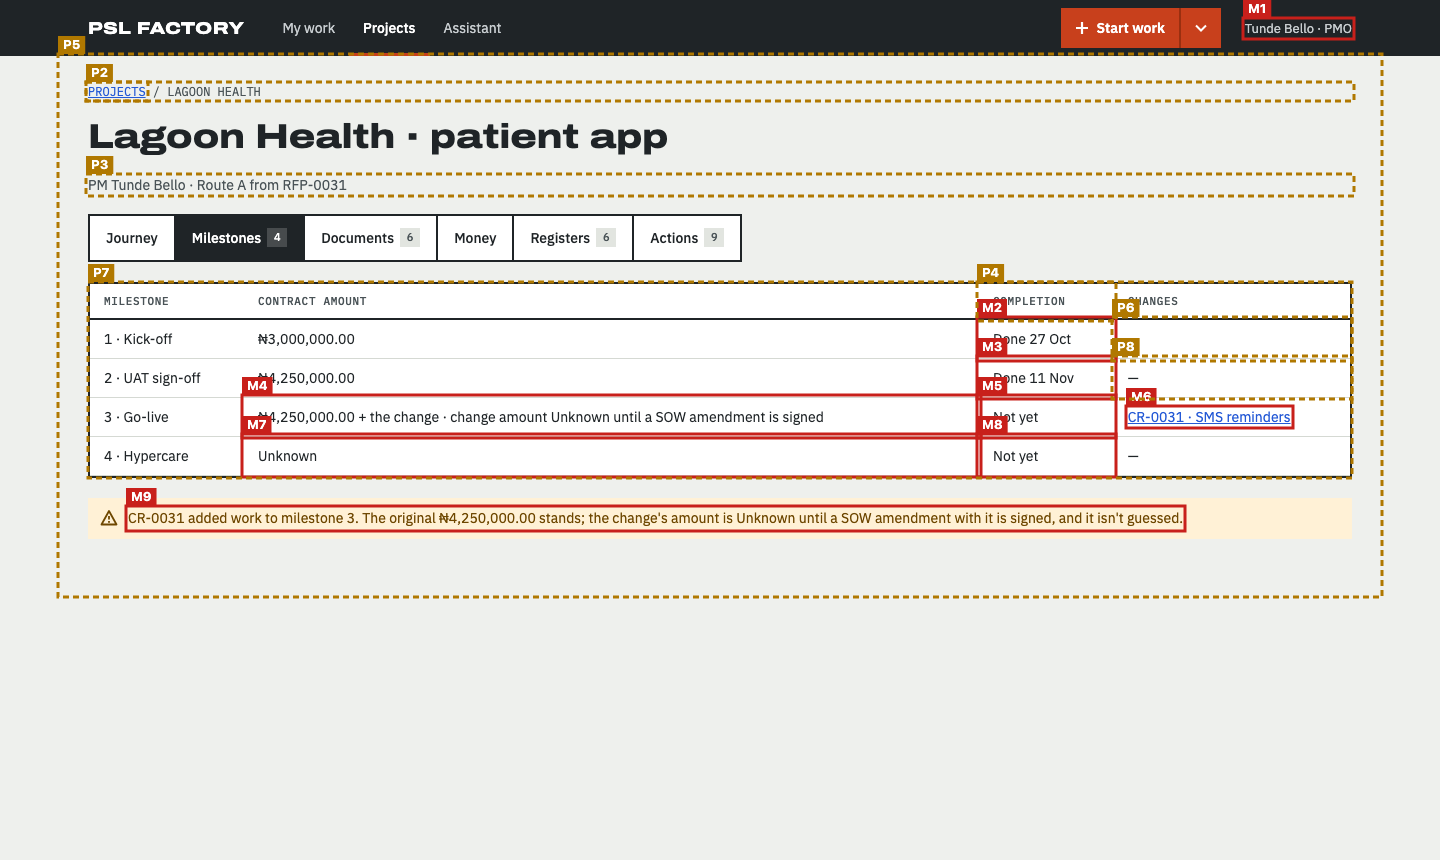 PSL FACTORY My work Projects Assistant + Start work M1 Tunde Bello · PMO
P5
P2
PROJECTS / LAGOON HEALTH
Lagoon Health · patient app
P3
PM Tunde Bello · Route A from RFP-0031
Journey Milestones 4 Documents 6 Money Registers 6 Actions 9
P7 P4
MILESTONE CONTRACT AMOUNT MPLETION HANGES
M2 P6
1 · Kick-off ₦3,000,000.00 Done 27 Oct
M3 P8
2 · UAT sign-off ₦4,250,000.00 Done 11 Nov —
M4 M5 M6
3 · Go-live ₦4,250,000.00 + the change · change amount Unknown until a SOW amendment is signed Not yet CR-0031 · SMS reminders
M7 M8
4 · Hypercare Unknown Not yet —
M9
CR-0031 added work to milestone 3. The original ₦4,250,000.00 stands; the change's amount is Unknown until a SOW amendment with it is signed, and it isn't guessed.